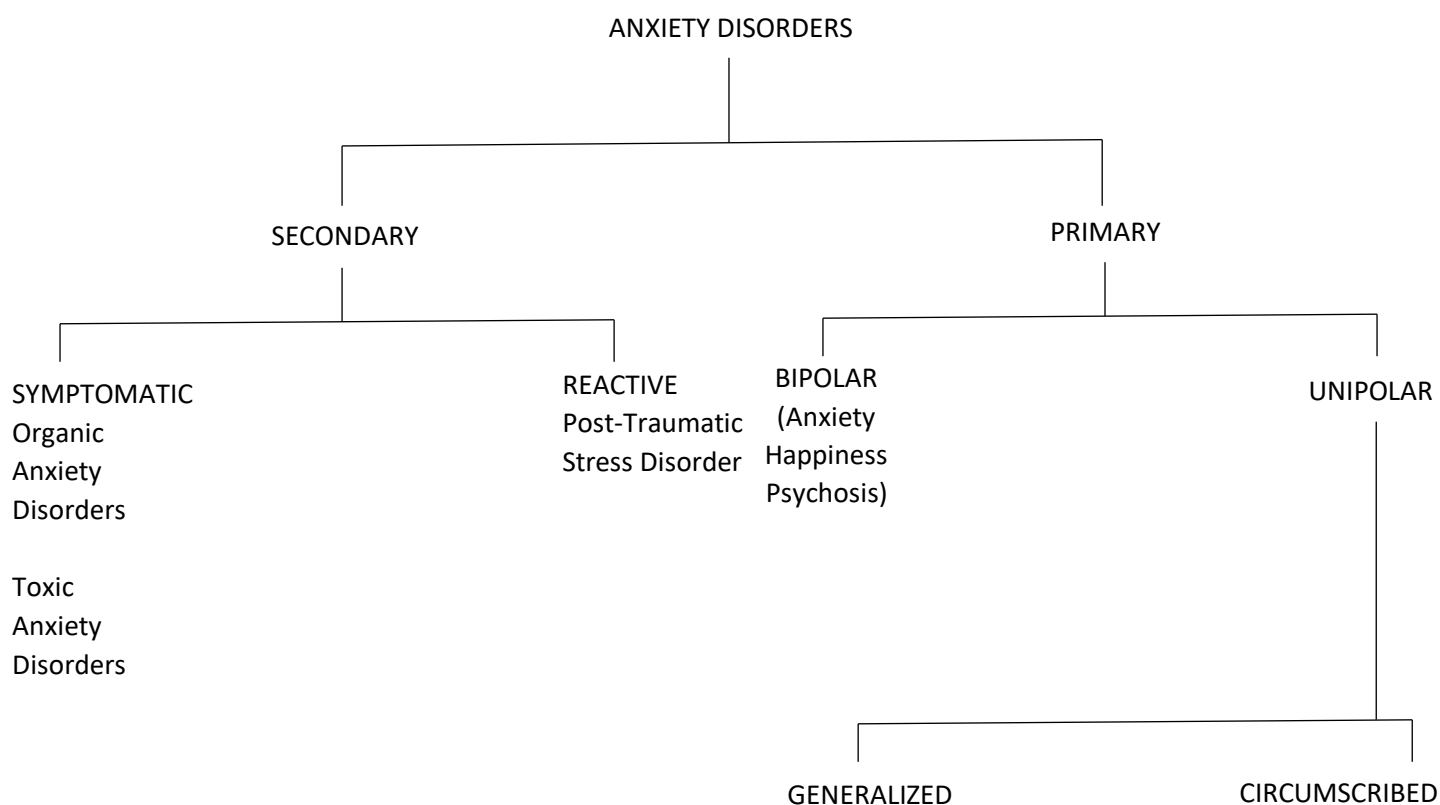 ANXIETY DISORDERS
SECONDARY
PRIMARY
SYMPTOMATIC
Organic
Anxiety
Disorders
Toxic
Anxiety
Disorders
REACTIVE
Post-Traumatic
Stress Disorder
BIPOLAR
(Anxiety
Happiness
Psychosis)
UNIPOLAR
GENERALIZED
CIRCUMSCRIBED